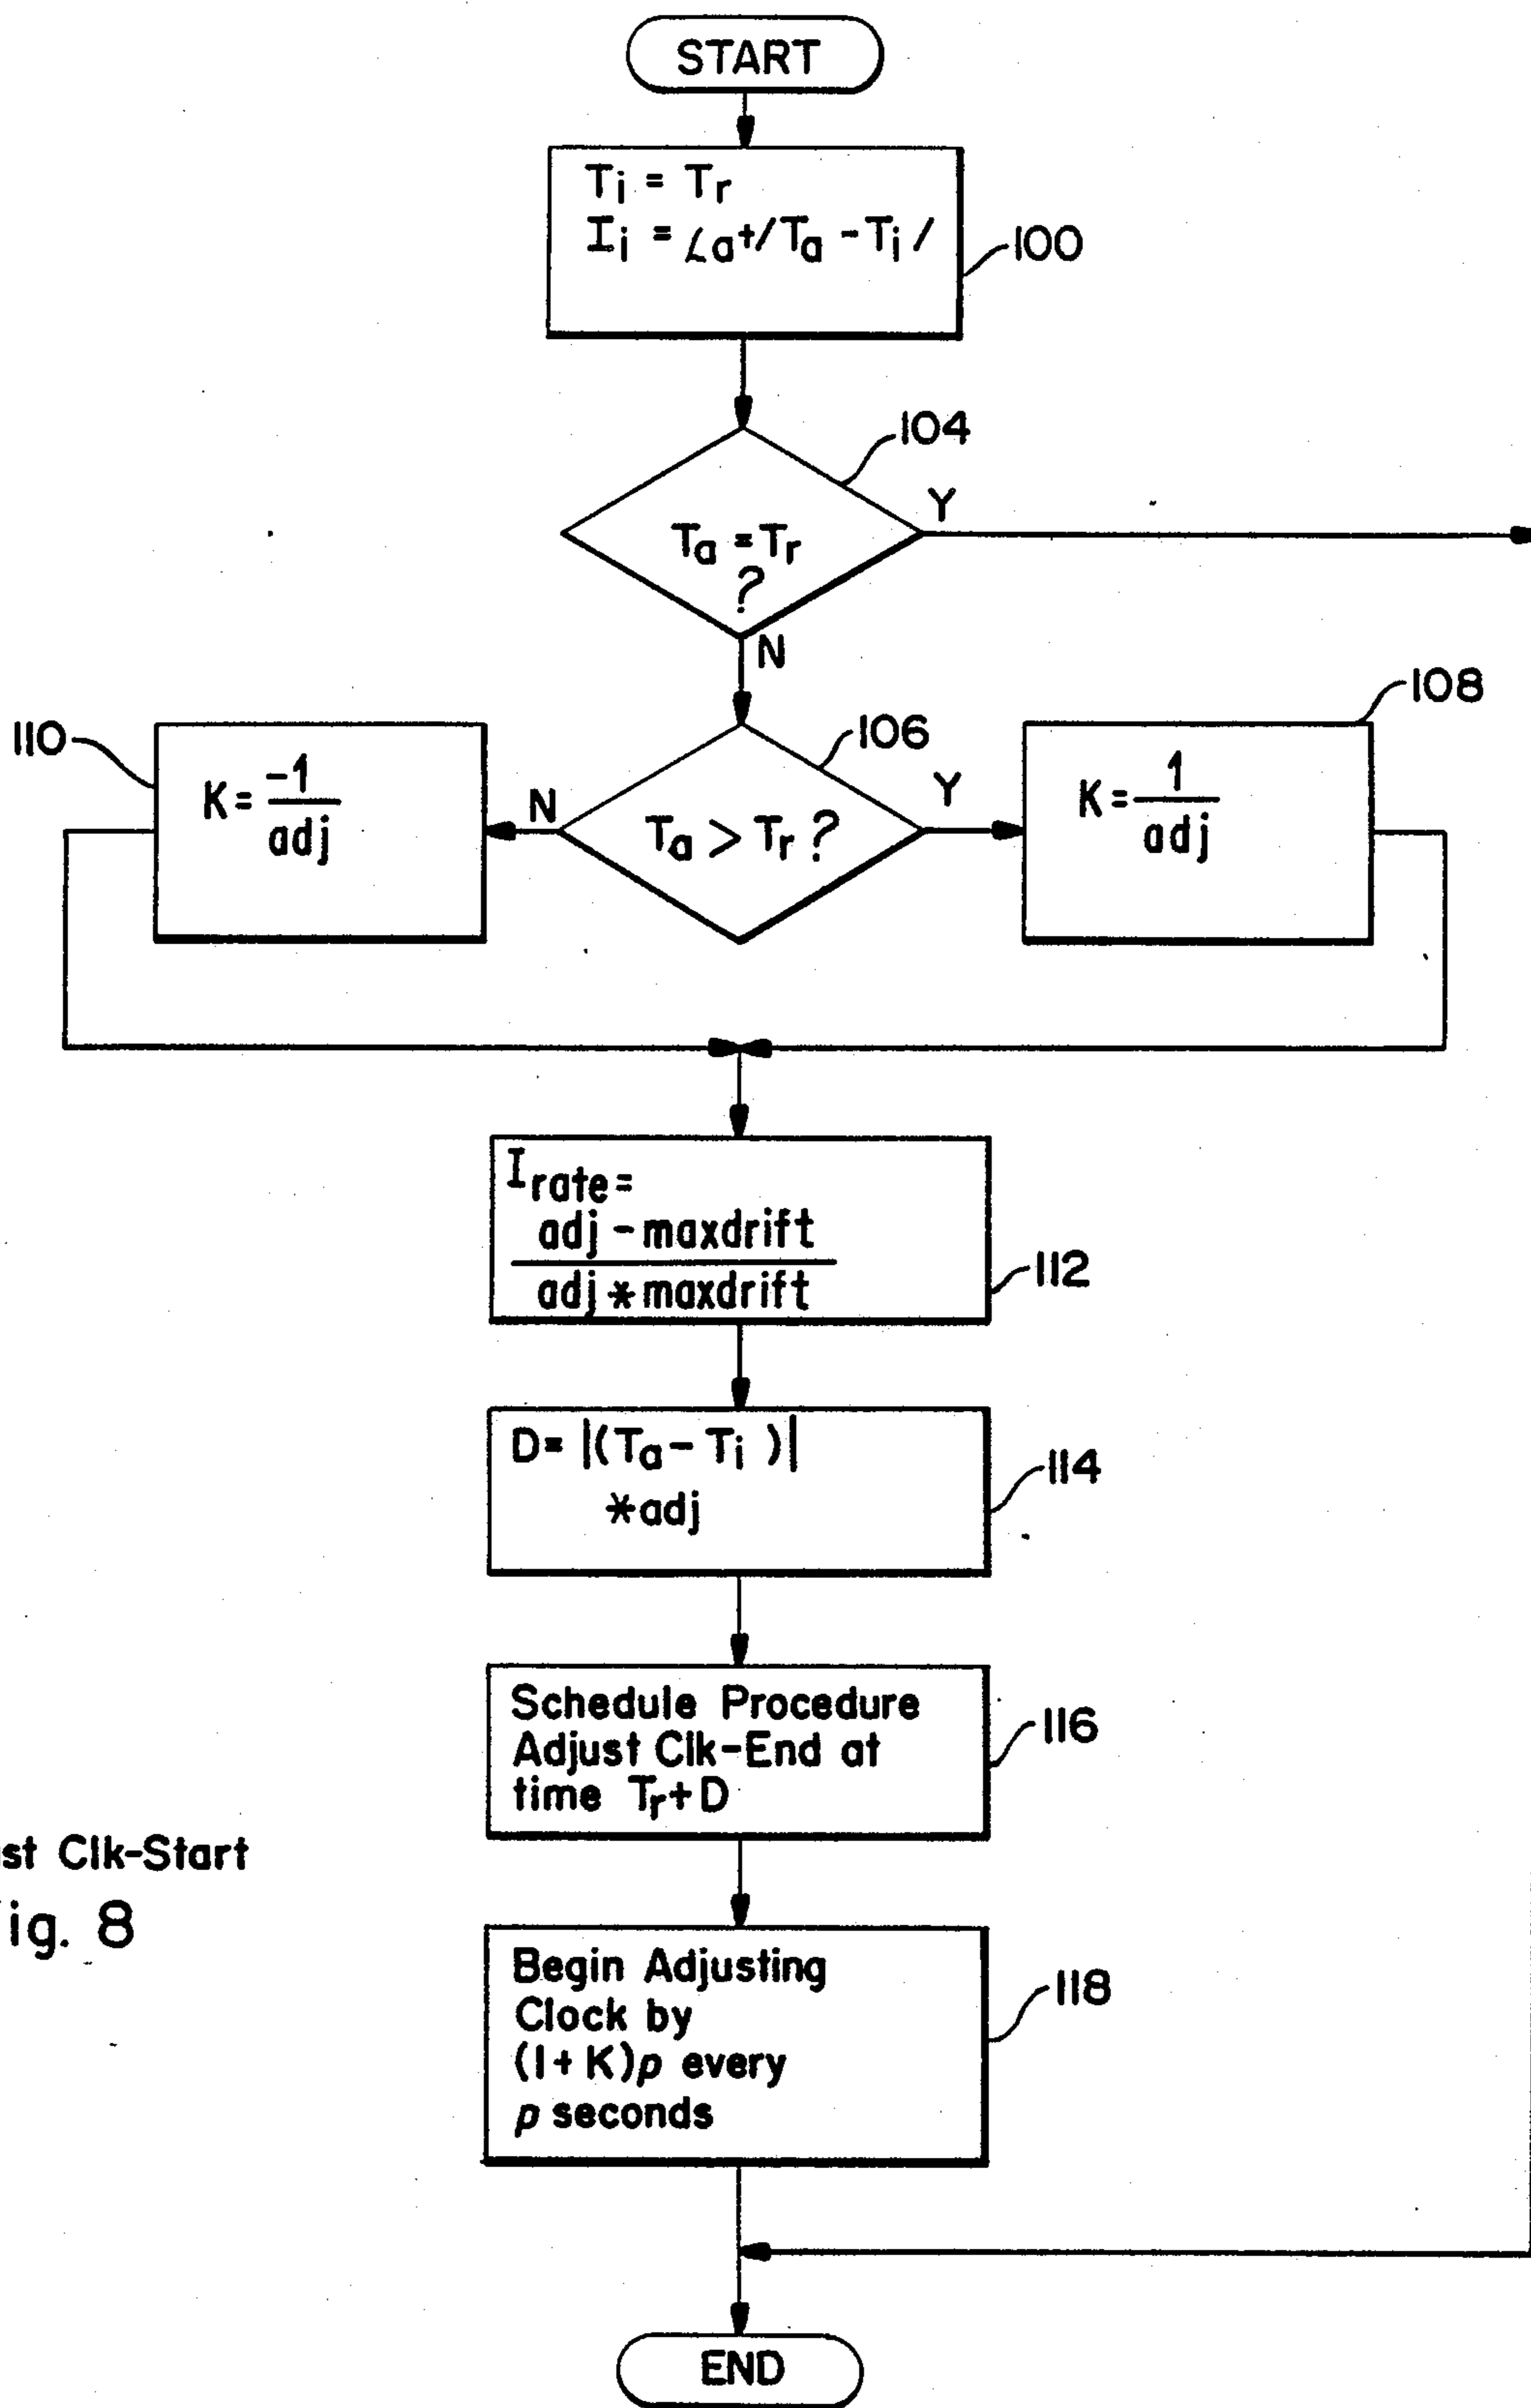 START
Ti = Tr
Ii = La+/Ta - Ti /
100
104
Y
Ta = Tr
?
N
108
110
106
K= -1
adj
N
Ta > Tr ?
Y
K= 1
adj
Irate=
adj - maxdrift
adj * maxdrift
112
D= |(Ta - Ti )|
*adj
114
Schedule Procedure
Adjust Clk-End at
time Tr+D
116
st Clk-Start
ig. 8
Begin Adjusting
Clock by
(1+K)p every
p seconds
118
END